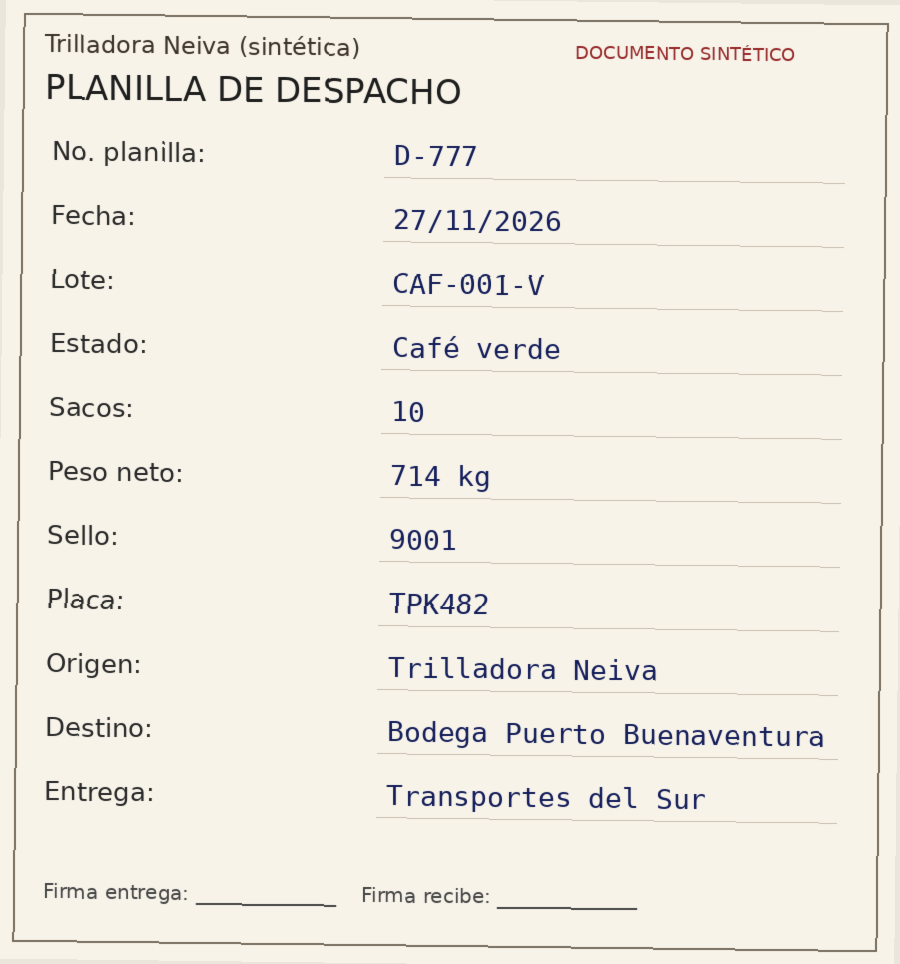 Trilladora Neiva (sintética)
DOCUMENTO SINTÉTICO
PLANILLA DE DESPACHO
No. planilla: D-777
Fecha: 27/11/2026
Lote: CAF-001-V
Estado: Café verde
Sacos: 10
Peso neto: 714 kg
Sello: 9001
Placa: TPK482
Origen: Trilladora Neiva
Destino: Bodega Puerto Buenaventura
Entrega: Transportes del Sur
Firma entrega: Firma recibe: